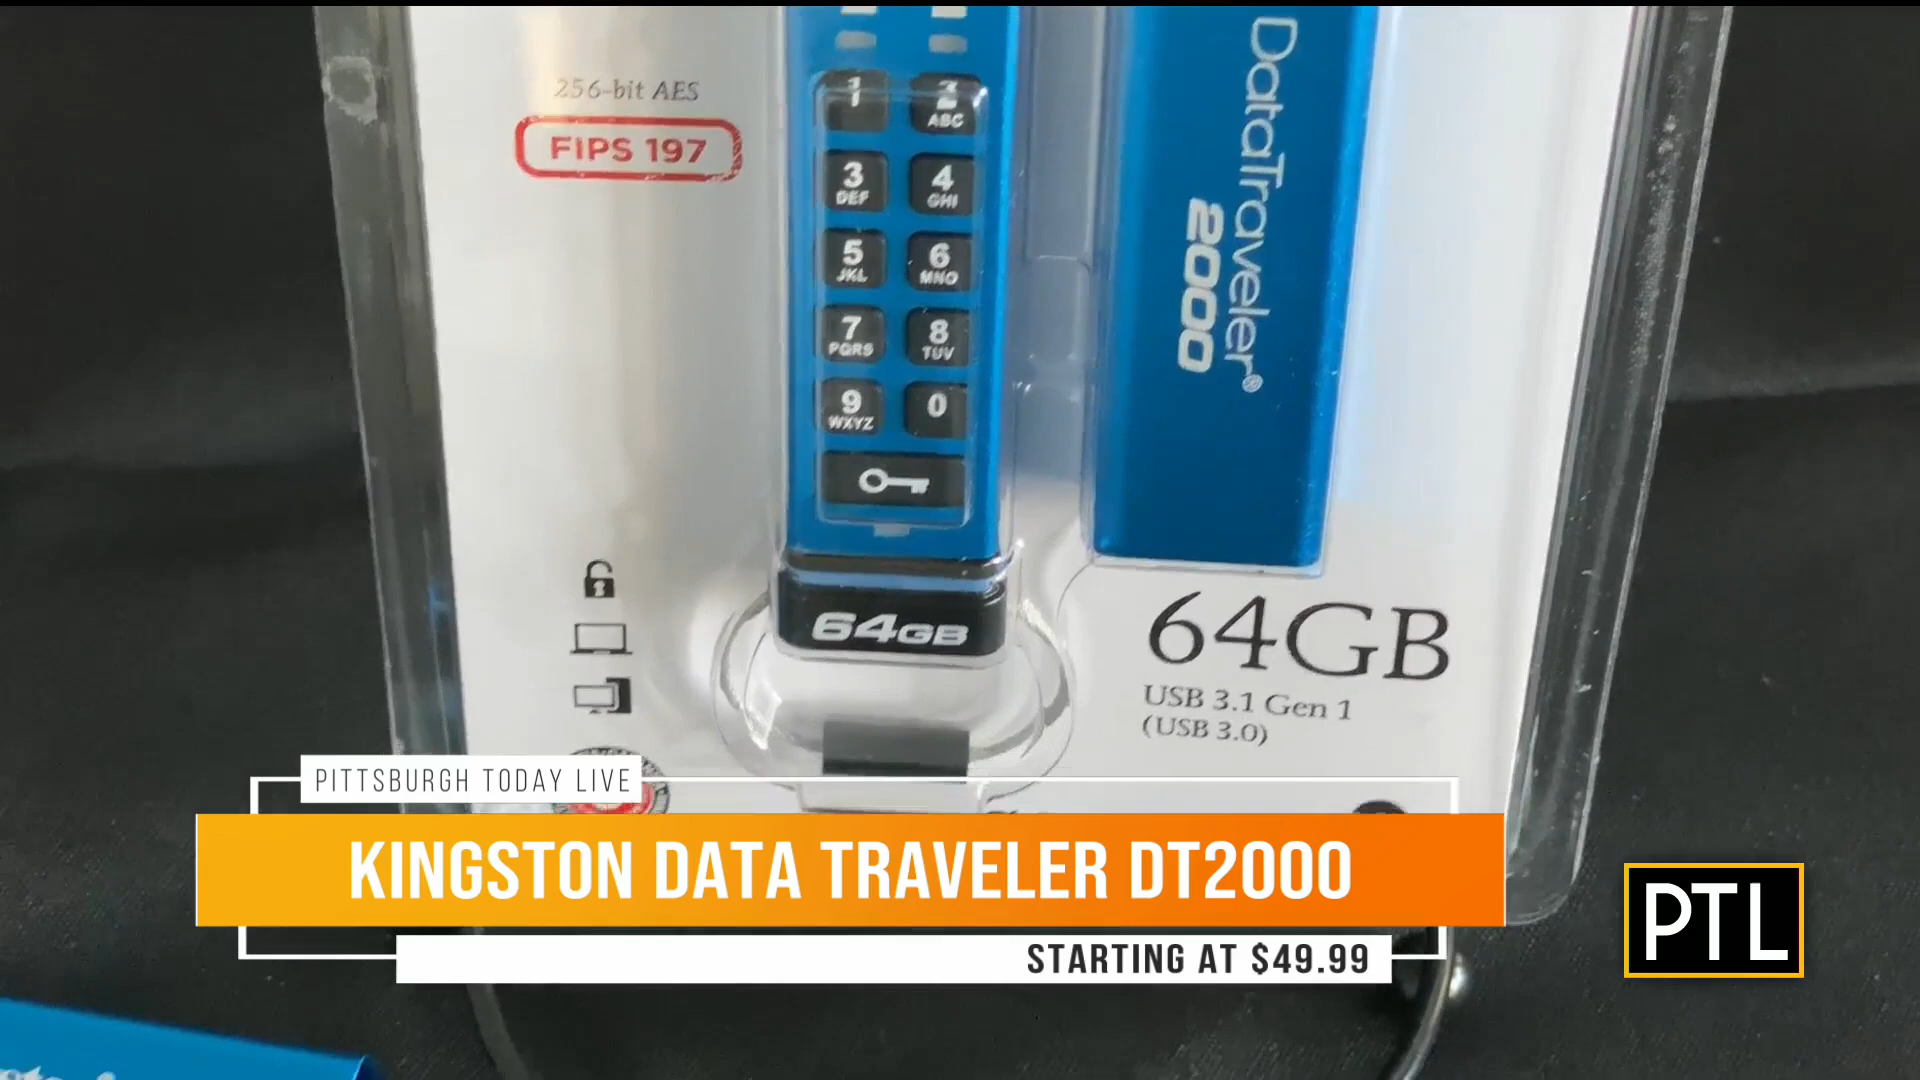 256-bit AES
FIPS 197
1
2
ABC
3
DEF
4
GHI
5
JKL
6
MNO
7
PQRS
8
TUV
9
WXYZ
0
64GB
DataTraveler®
2000
64GB
USB 3.1 Gen 1
(USB 3.0)
PITTSBURGH TODAY LIVE
KINGSTON DATA TRAVELER DT2000
STARTING AT $49.99
PTL